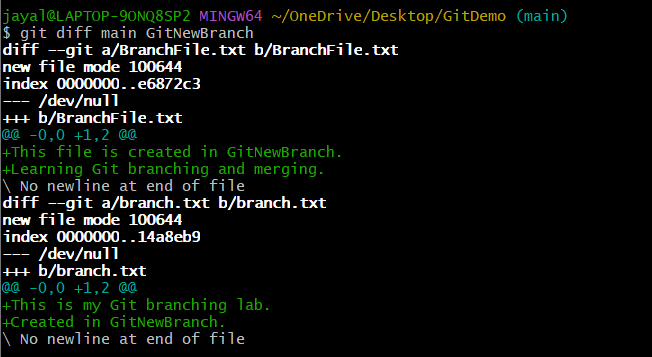 jayal@LAPTOP-9ONQ8SP2 MINGW64 ~/OneDrive/Desktop/GitDemo (main)
$ git diff main GitNewBranch
diff --git a/BranchFile.txt b/BranchFile.txt
new file mode 100644
index 0000000..e6872c3
--- /dev/null
+++ b/BranchFile.txt
@@ -0,0 +1,2 @@
+This file is created in GitNewBranch.
+Learning Git branching and merging.
\ No newline at end of file
diff --git a/branch.txt b/branch.txt
new file mode 100644
index 0000000..14a8eb9
--- /dev/null
+++ b/branch.txt
@@ -0,0 +1,2 @@
+This is my Git branching lab.
+Created in GitNewBranch.
\ No newline at end of file